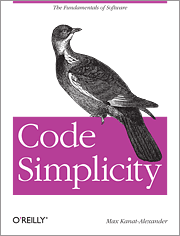 The Fundamentals of Software
Code
Simplicity
O'REILLY®
Max Kanat-Alexander